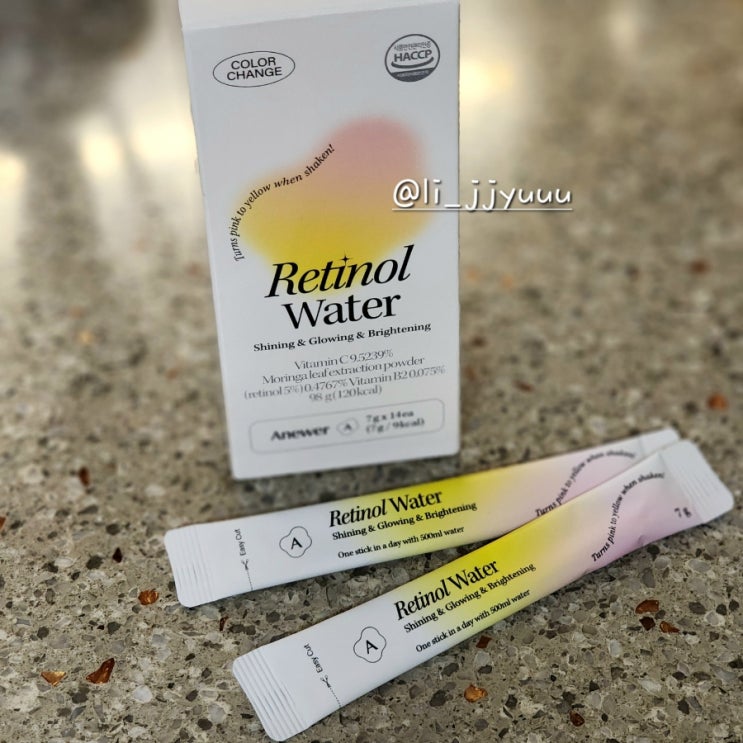 COLOR
CHANGE
HACCP
Turns pink to yellow when shaken!
@li_jjyuuu
Retinol
Water
Shining & Glowing & Brightening
Vitamin C 9.5239%
Moringa leaf extraction powder
(retinol 5%) 0.4767% Vitamin B2 0.075%
98 g (120kcal)
Anewer
A
7g x 14ea
(7g / 9kcal)
Easy Cut
A
Retinol Water
Shining & Glowing & Brightening
One stick in a day with 500ml water
Turns pink to yellow when shaken!
Easy Cut
A
Retinol Water
Shining & Glowing & Brightening
One stick in a day with 500ml water
Turns pink to yellow when shaken!
7 g